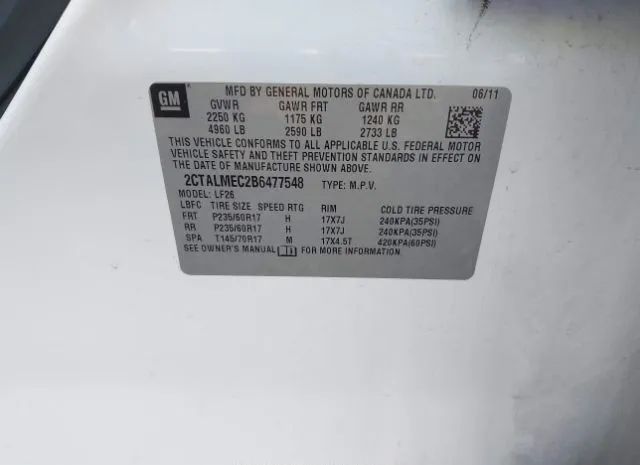 GM
MFD BY GENERAL MOTORS OF CANADA LTD. 06/11
GVWR GAWR FRT GAWR RR
2250 KG 1175 KG 1240 KG
4960 LB 2590 LB 2733 LB
THIS VEHICLE CONFORMS TO ALL APPLICABLE U.S. FEDERAL MOTOR
VEHICLE SAFETY AND THEFT PREVENTION STANDARDS IN EFFECT ON
THE DATE OF MANUFACTURE SHOWN ABOVE.
2CTALMEC2B6477548 TYPE: M.P.V.
MODEL: LF26
LBFC TIRE SIZE SPEED RTG RIM COLD TIRE PRESSURE
FRT P235/60R17 H 17X7J 240KPA(35PSI)
RR P235/60R17 H 17X7J 240KPA(35PSI)
SPA T145/70R17 M 17X4.5T 420KPA(60PSI)
SEE OWNER'S MANUAL FOR MORE INFORMATION.